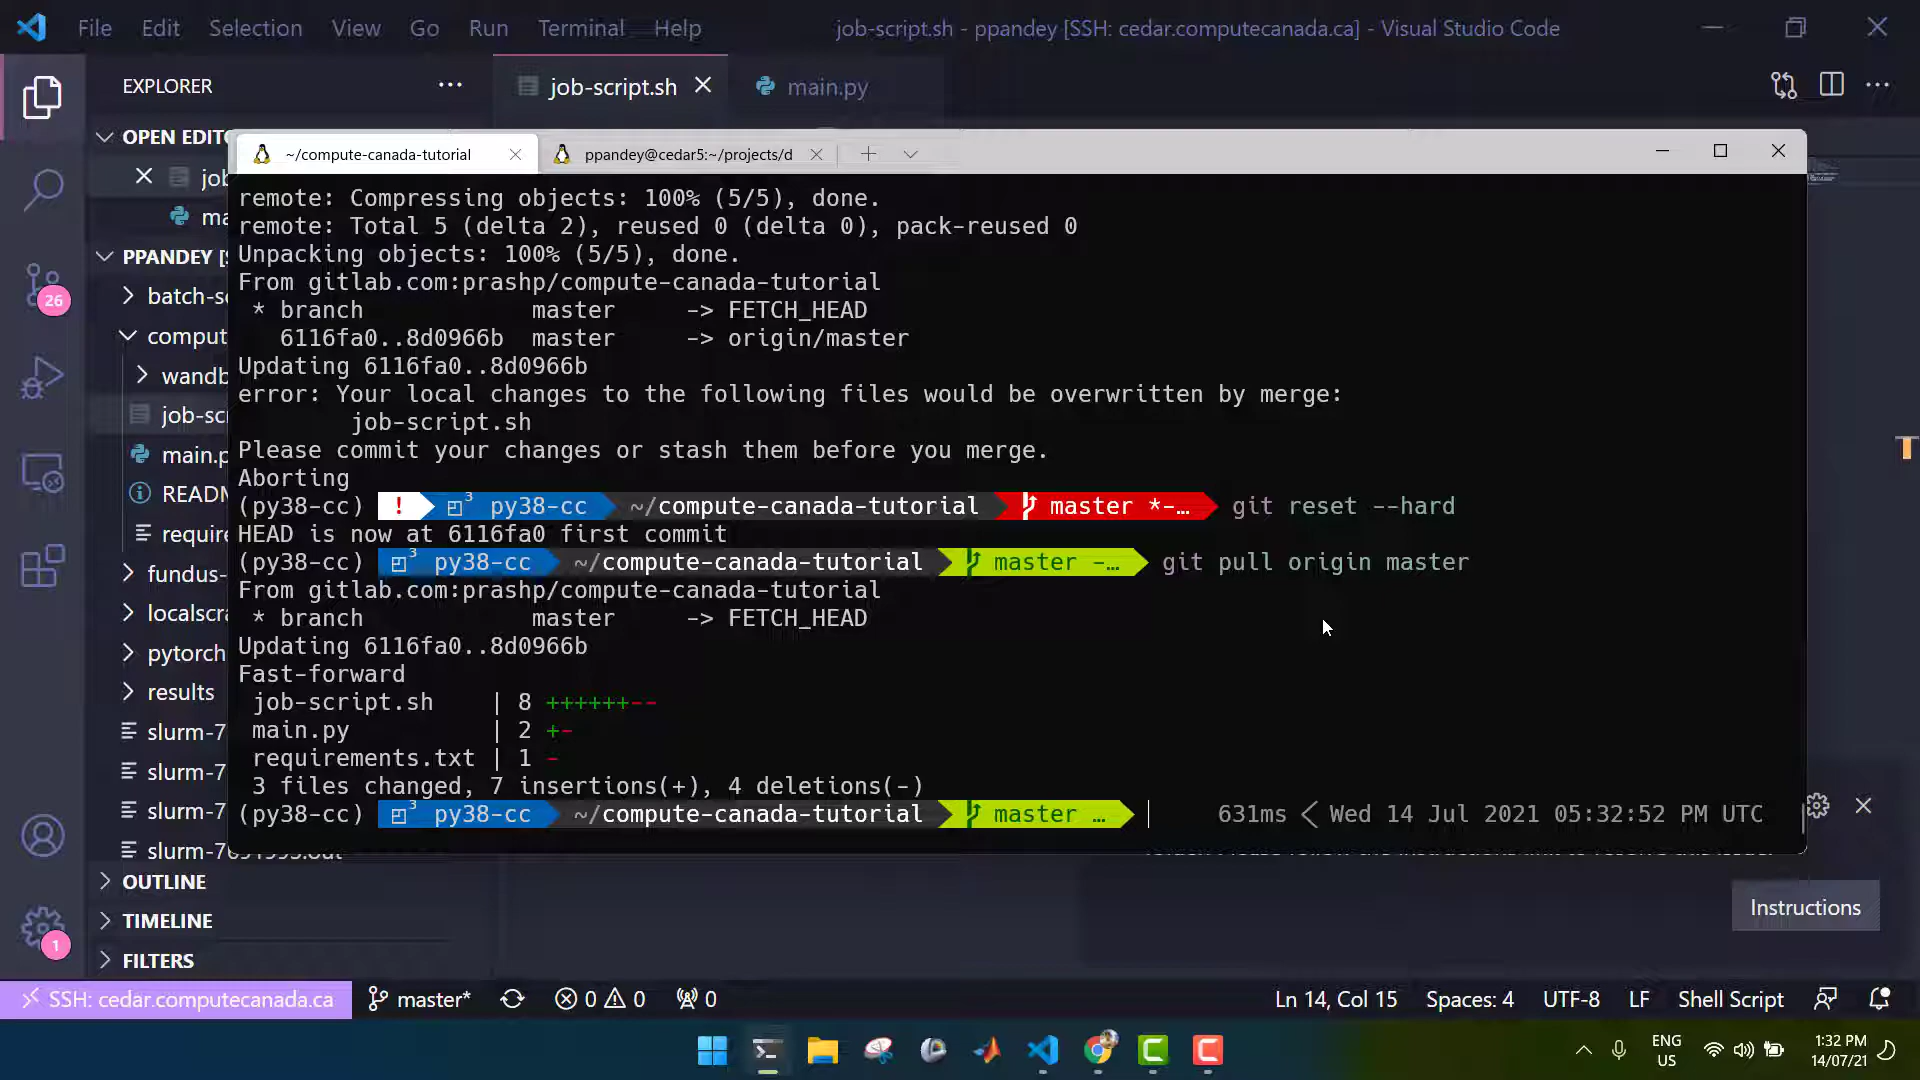 File Edit Selection View Go Run Terminal Help
job-script.sh - ppandey [SSH: cedar.computecanada.ca] - Visual Studio Code
EXPLORER
job-script.sh
main.py
OPEN EDIT
PPANDEY [
batch-s
comput
wandb
job-scr
main.p
READM
require
fundus-
localscra
pytorch
results
slurm-7
slurm-7
slurm-7
OUTLINE
TIMELINE
FILTERS
26
1
~/compute-canada-tutorial
ppandey@cedar5:~/projects/d
remote: Compressing objects: 100% (5/5), done.
remote: Total 5 (delta 2), reused 0 (delta 0), pack-reused 0
Unpacking objects: 100% (5/5), done.
From gitlab.com:prashp/compute-canada-tutorial
* branch master -> FETCH_HEAD
6116fa0..8d0966b master -> origin/master
Updating 6116fa0..8d0966b
error: Your local changes to the following files would be overwritten by merge:
job-script.sh
Please commit your changes or stash them before you merge.
Aborting
(py38-cc) ! 3 py38-cc ~/compute-canada-tutorial master *-… git reset --hard
HEAD is now at 6116fa0 first commit
(py38-cc) 3 py38-cc ~/compute-canada-tutorial master -… git pull origin master
From gitlab.com:prashp/compute-canada-tutorial
* branch master -> FETCH_HEAD
Updating 6116fa0..8d0966b
Fast-forward
job-script.sh | 8 ++++++--
main.py | 2 +-
requirements.txt | 1 -
3 files changed, 7 insertions(+), 4 deletions(-)
(py38-cc) 3 py38-cc ~/compute-canada-tutorial master … 631ms < Wed 14 Jul 2021 05:32:52 PM UTC
Instructions
SSH: cedar.computecanada.ca master* 0 0 0
Ln 14, Col 15 Spaces: 4 UTF-8 LF Shell Script
ENG
US
1:32 PM
14/07/21